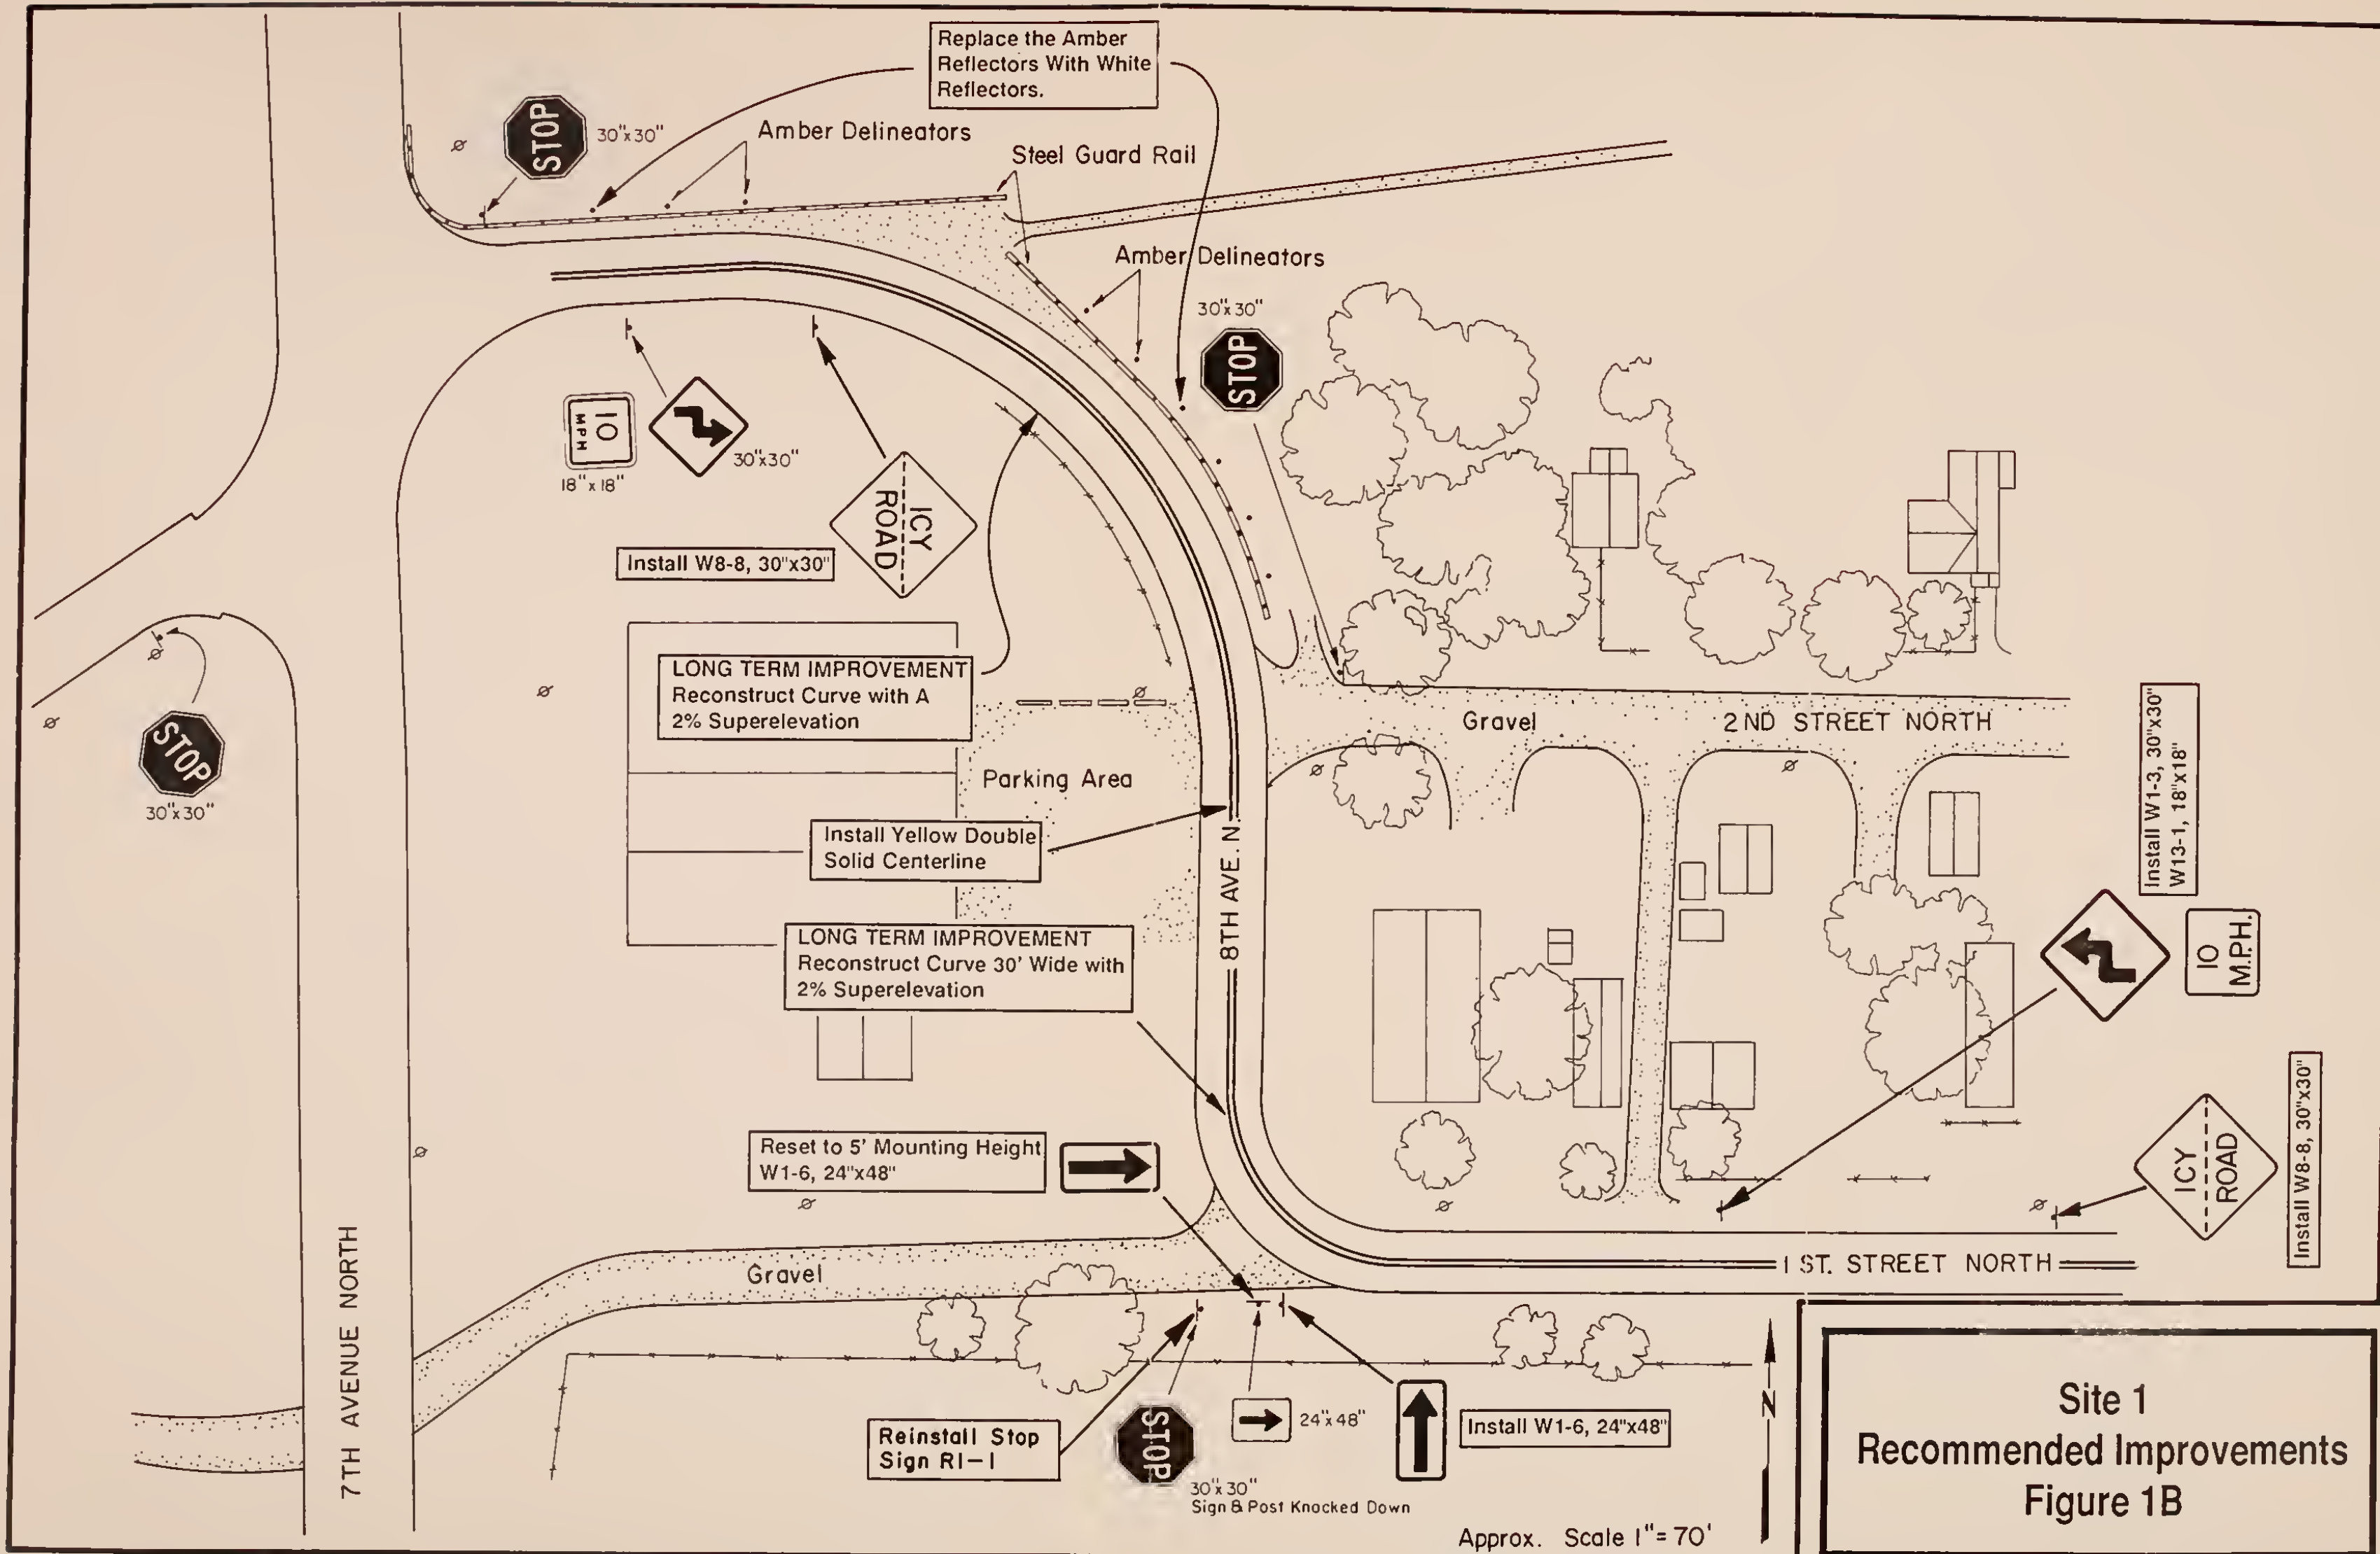 Replace the Amber
Reflectors With White
Reflectors.
STOP
30"x30"
Amber Delineators
Steel Guard Rail
Amber Delineators
30"x30"
STOP
10
MPH
18"x18"
30"x30"
ICY
ROAD
Install W8-8, 30"x30"
LONG TERM IMPROVEMENT
Reconstruct Curve with A
2% Superelevation
STOP
30"x30"
Parking Area
Gravel
2ND STREET NORTH
Install Yellow Double
Solid Centerline
8TH AVE. N.
LONG TERM IMPROVEMENT
Reconstruct Curve 30' Wide with
2% Superelevation
Install W1-3, 30"x30"
W13-1, 18"x18"
10
M.P.H.
Reset to 5' Mounting Height
W1-6, 24"x48"
ICY
ROAD
Install W8-8, 30"x30"
7TH AVENUE NORTH
Gravel
1 ST. STREET NORTH
Reinstall Stop
Sign R1-1
STOP
30"x30"
Sign & Post Knocked Down
24"x48"
Install W1-6, 24"x48"
N
Approx. Scale 1"=70'
Site 1
Recommended Improvements
Figure 1B